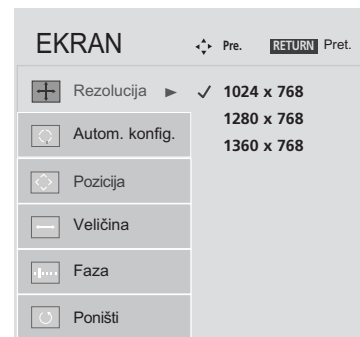 EKRAN Pre. RETURN Pret.
Rezolucija ► ✓ 1024 x 768
1280 x 768
Autom. konfig.
1360 x 768
Pozicija
Veličina
Faza
Poništi